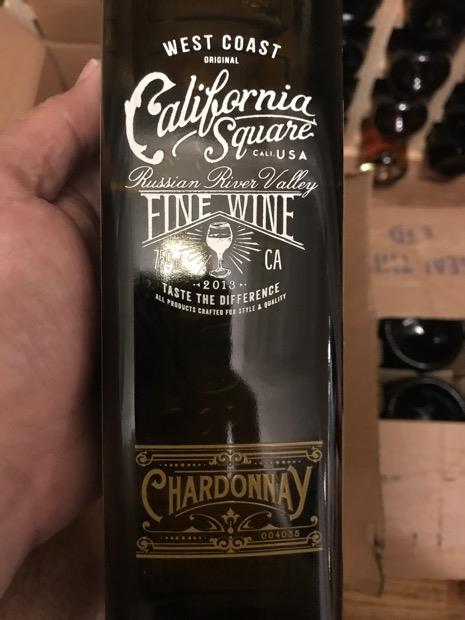 WEST COAST
ORIGINAL
California
Square
CALI.USA
Russian River Valley
FINE WINE
CA
2013
TASTE THE DIFFERENCE
ALL PRODUCTS CRAFTED FOR STYLE & QUALITY
CHARDONNAY
004035